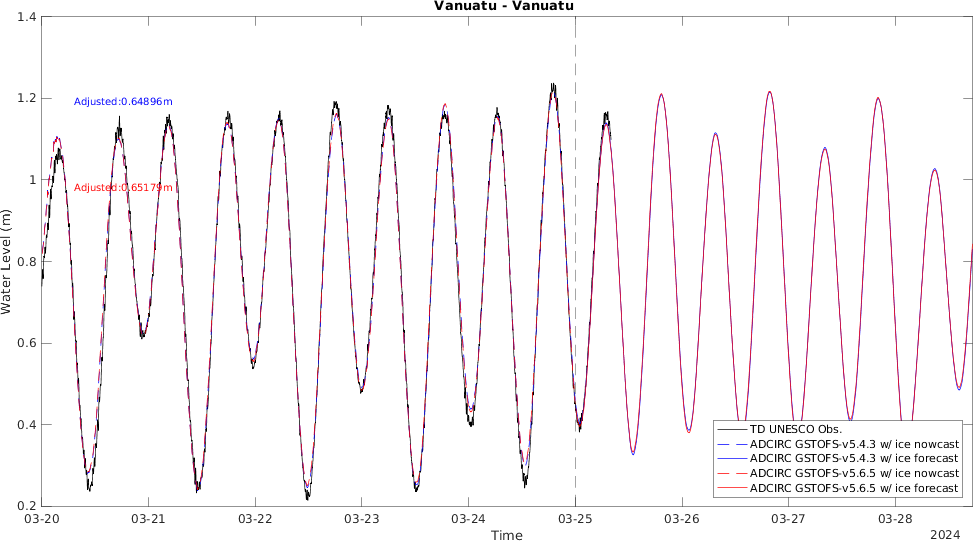 Vanuatu - Vanuatu
1.4
1.2
1
0.8
0.6
0.4
0.2
Water Level (m)
Adjusted:0.64896m
Adjusted:0.65179m
TD UNESCO Obs.
ADCIRC GSTOFS-v5.4.3 w/ ice nowcast
ADCIRC GSTOFS-v5.4.3 w/ ice forecast
ADCIRC GSTOFS-v5.6.5 w/ ice nowcast
ADCIRC GSTOFS-v5.6.5 w/ ice forecast
03-20 03-21 03-22 03-23 03-24 03-25 03-26 03-27 03-28
Time
2024